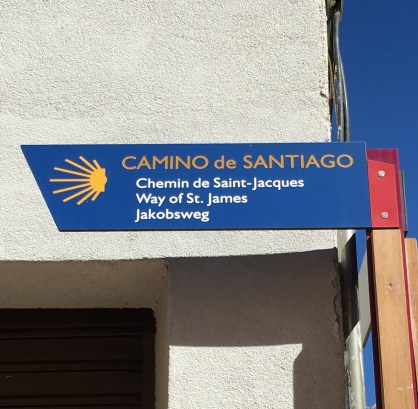 CAMINO de SANTIAGO
Chemin de Saint-Jacques
Way of St. James
Jakobsweg